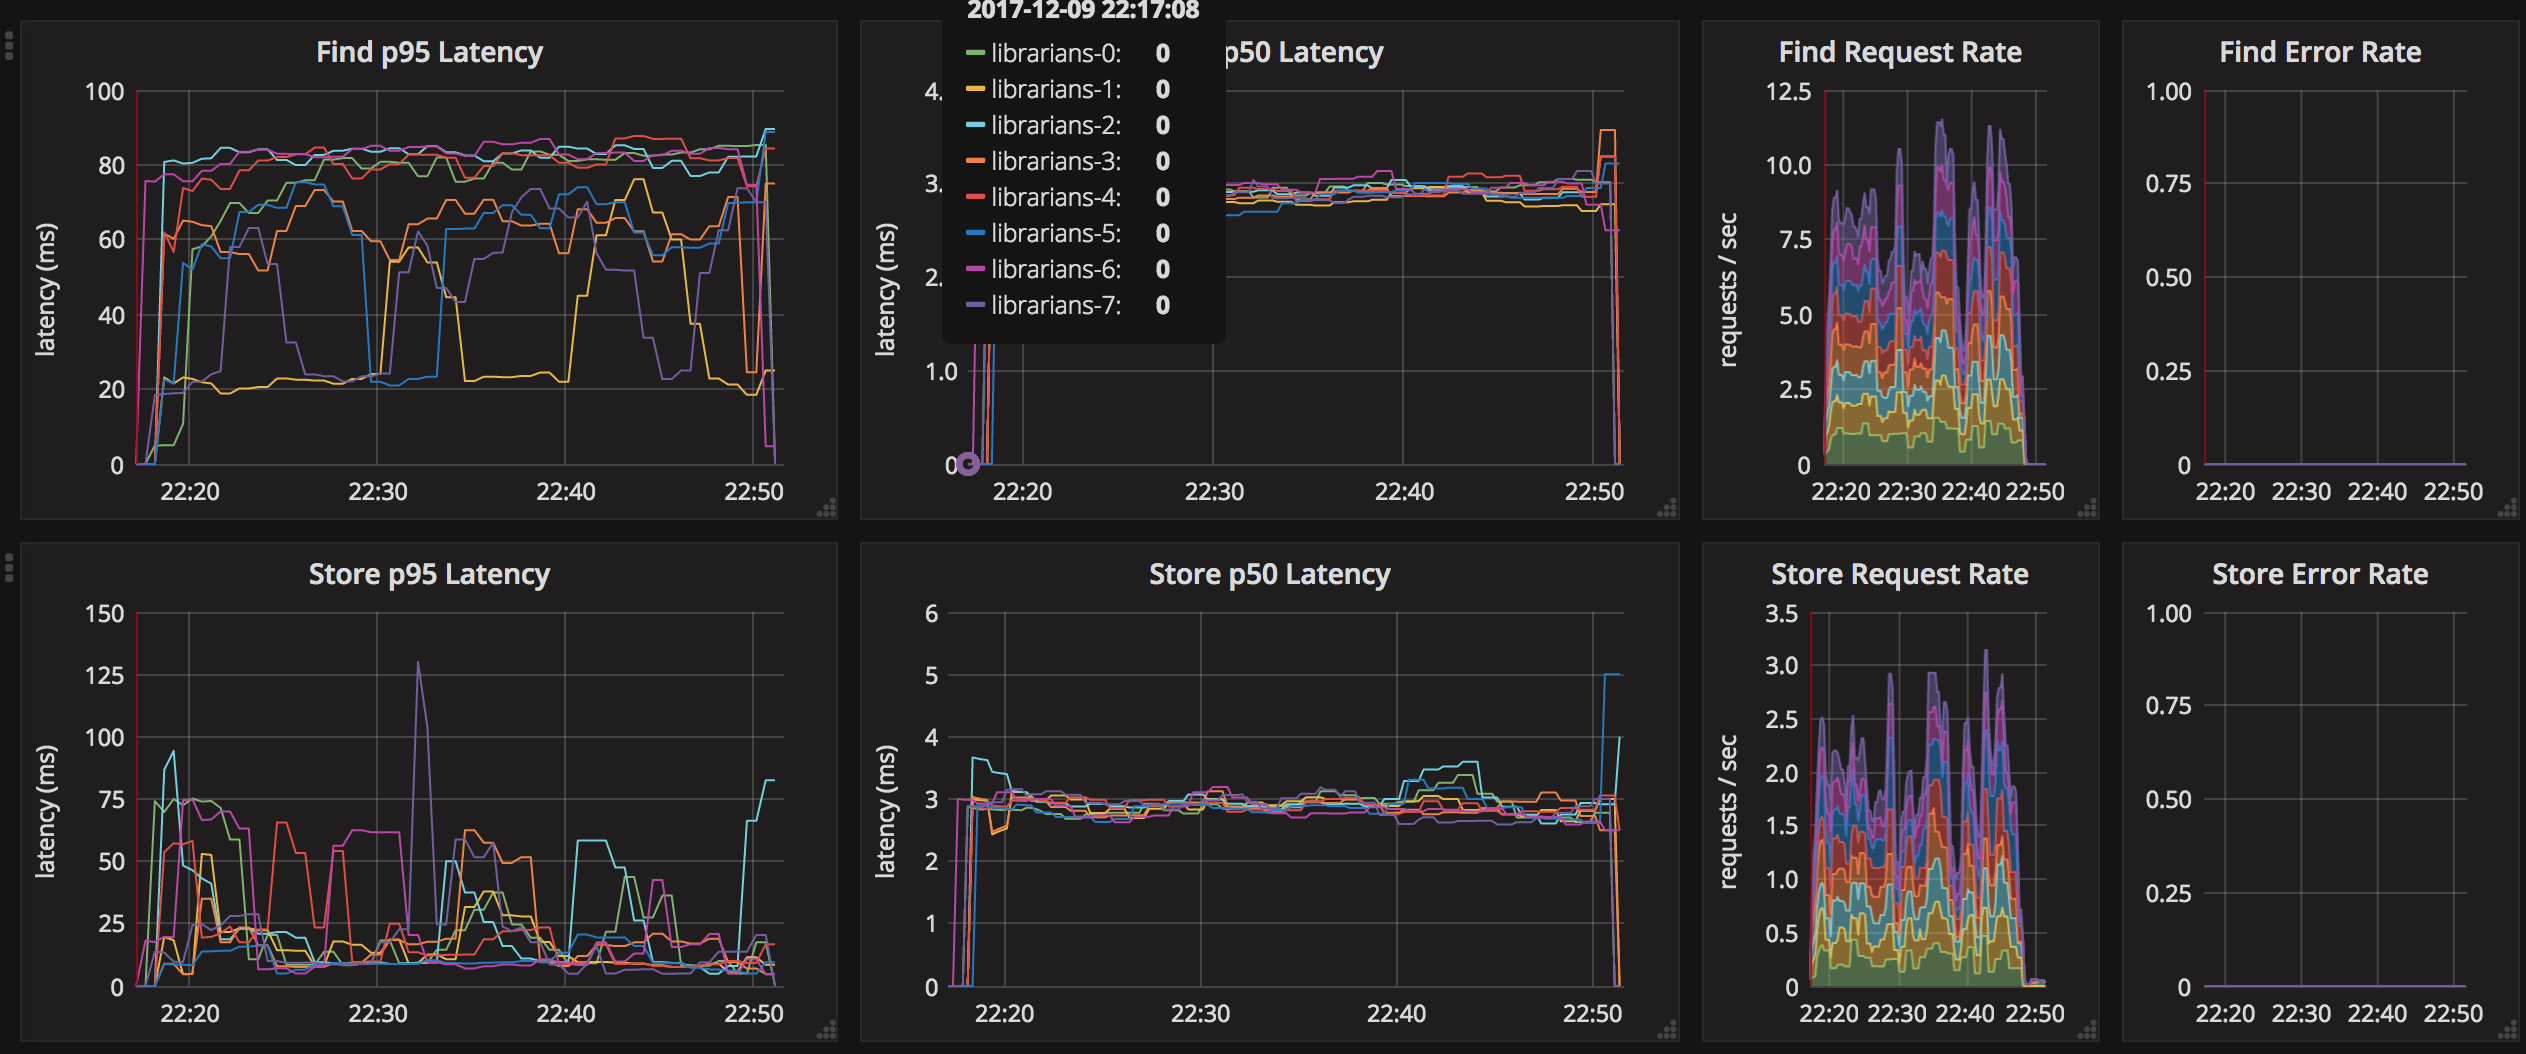 2017-12-09 22:17:08
librarians-0: 0
librarians-1: 0
librarians-2: 0
librarians-3: 0
librarians-4: 0
librarians-5: 0
librarians-6: 0
librarians-7: 0
Find p95 Latency
latency (ms)
100
80
60
40
20
0
22:20 22:30 22:40 22:50
p50 Latency
latency (ms)
4.
3.
2.
1.0
0
22:20 22:30 22:40 22:50
Find Request Rate
requests / sec
12.5
10.0
7.5
5.0
2.5
0
22:20 22:30 22:40 22:50
Find Error Rate
1.00
0.75
0.50
0.25
0
22:20 22:30 22:40 22:50
Store p95 Latency
latency (ms)
150
125
100
75
50
25
0
22:20 22:30 22:40 22:50
Store p50 Latency
latency (ms)
6
5
4
3
2
1
0
22:20 22:30 22:40 22:50
Store Request Rate
requests / sec
3.5
3.0
2.5
2.0
1.5
1.0
0.5
0
22:20 22:30 22:40 22:50
Store Error Rate
1.00
0.75
0.50
0.25
0
22:20 22:30 22:40 22:50